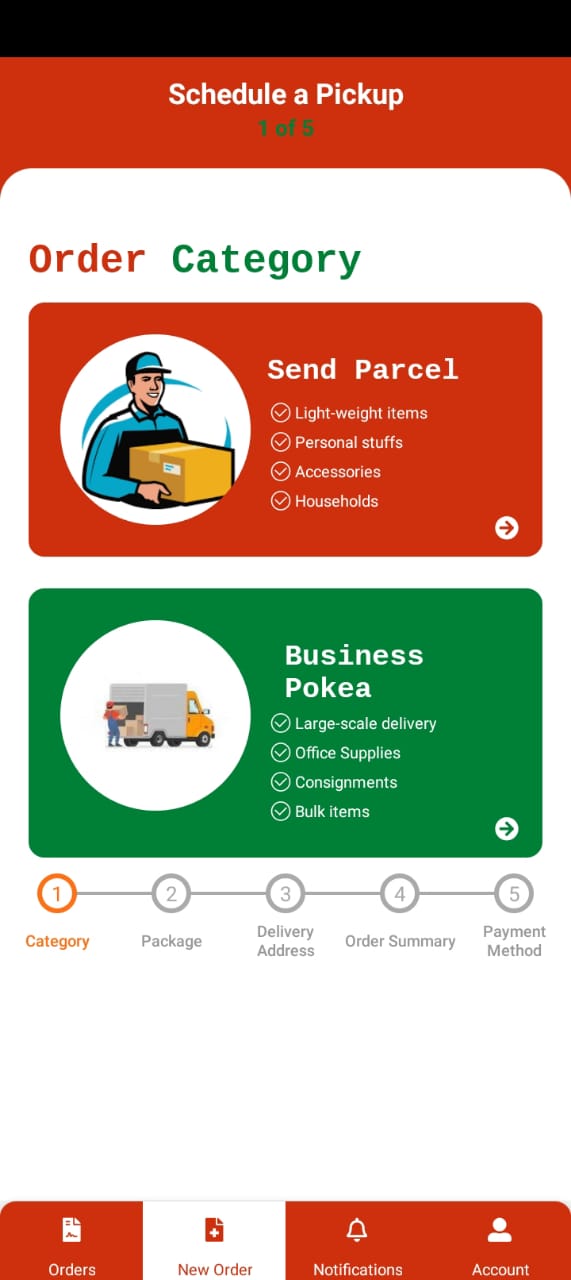 Schedule a Pickup
1 of 5
Order Category
Send Parcel
Light-weight items
Personal stuffs
Accessories
Households
Business
Pokea
Large-scale delivery
Office Supplies
Consignments
Bulk items
1 2 3 4 5
Category Package Delivery Address Order Summary Payment Method
Orders New Order Notifications Account